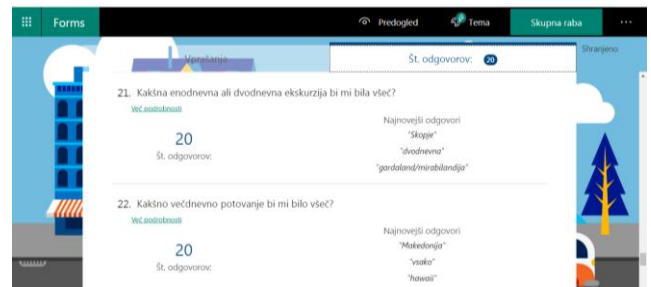 Forms
Predogled
Tema
Skupna raba
...
Shranjeno
Vprašanja
Št. odgovorov: 20
21. Kakšna enodnevna ali dvodnevna ekskurzija bi mi bila všeč?
Več podrobnosti
20
Št. odgovorov:
Najnovejši odgovori
"Skopje"
"dvodnevna"
"gardaland/mirabilandija"
22. Kakšno večdnevno potovanje bi mi bilo všeč?
Več podrobnosti
20
Št. odgovorov:
Najnovejši odgovori
"Makedonija"
"vsako"
"hawaii"